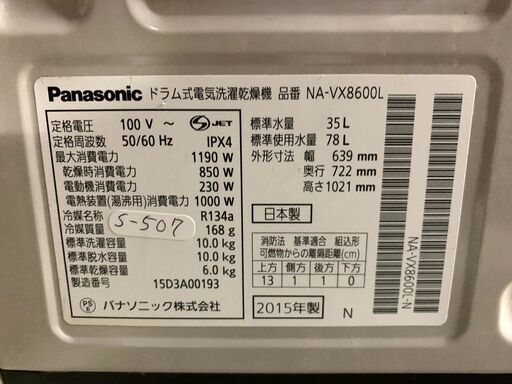 Panasonic ドラム式電気洗濯乾燥機 品番 NA-VX8600L
定格電圧 100 V ～
定格周波数 50/60 Hz
S JET
IPX4
最大消費電力 1190 W
乾燥時消費電力 850 W
電動機消費電力 230 W
電熱装置(湯沸用)消費電力 1000 W
冷媒名称 R134a
冷媒質量 168 g
標準洗濯容量 10.0 kg
標準脱水容量 10.0 kg
標準乾燥容量 6.0 kg
製造番号 15D3A00193
S-507
PS E
パナソニック株式会社
標準水量 35 L
標準使用水量 78 L
外形寸法 幅 639 mm
奥行 722 mm
高さ 1021 mm
日本製
消防法 基準適合 組込形
可燃物からの離隔距離(cm)
上方 側方 後方 下方
13 1 1 0
2015年製 N
NA-VX8600L-N